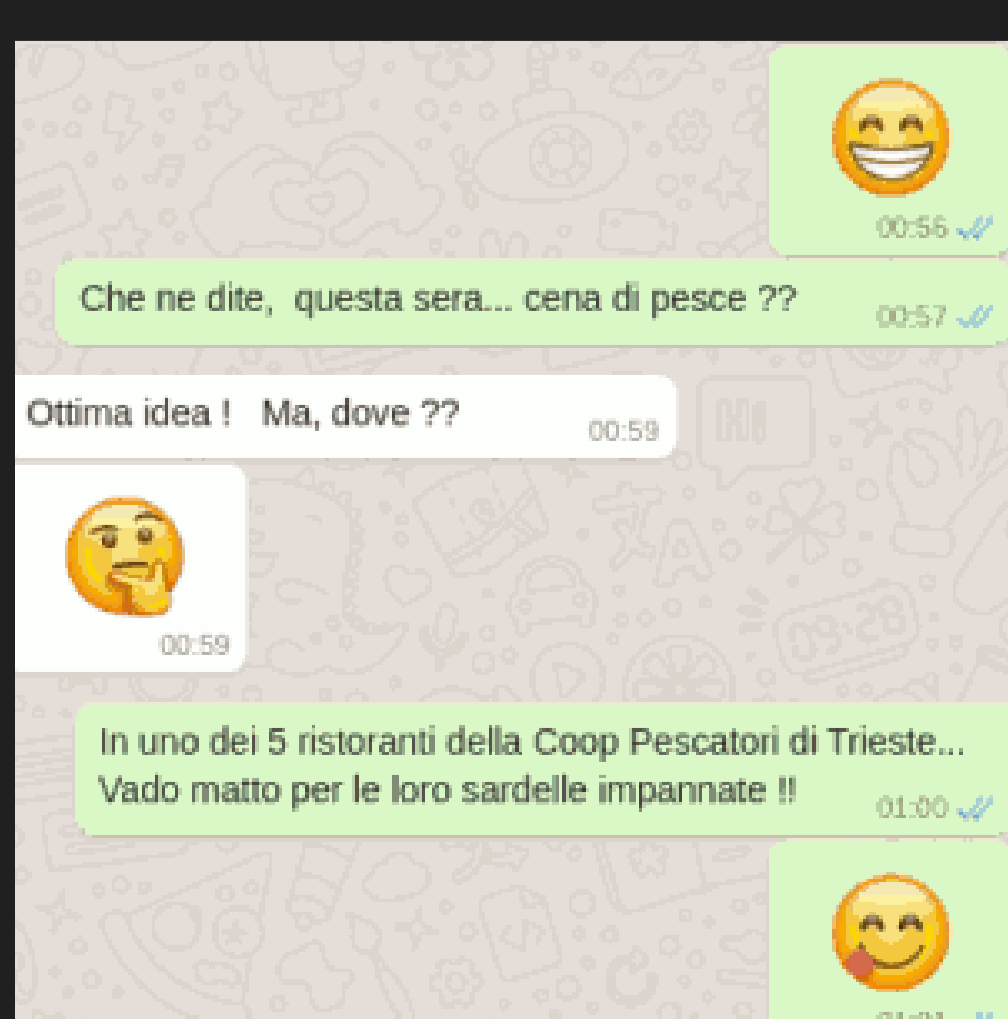 00:56
Che ne dite,  questa sera... cena di pesce ??
00:57
Ottima idea !   Ma, dove ??
00:59
00:59
In uno dei 5 ristoranti della Coop Pescatori di Trieste...
Vado matto per le loro sardelle impannate !!
01:00